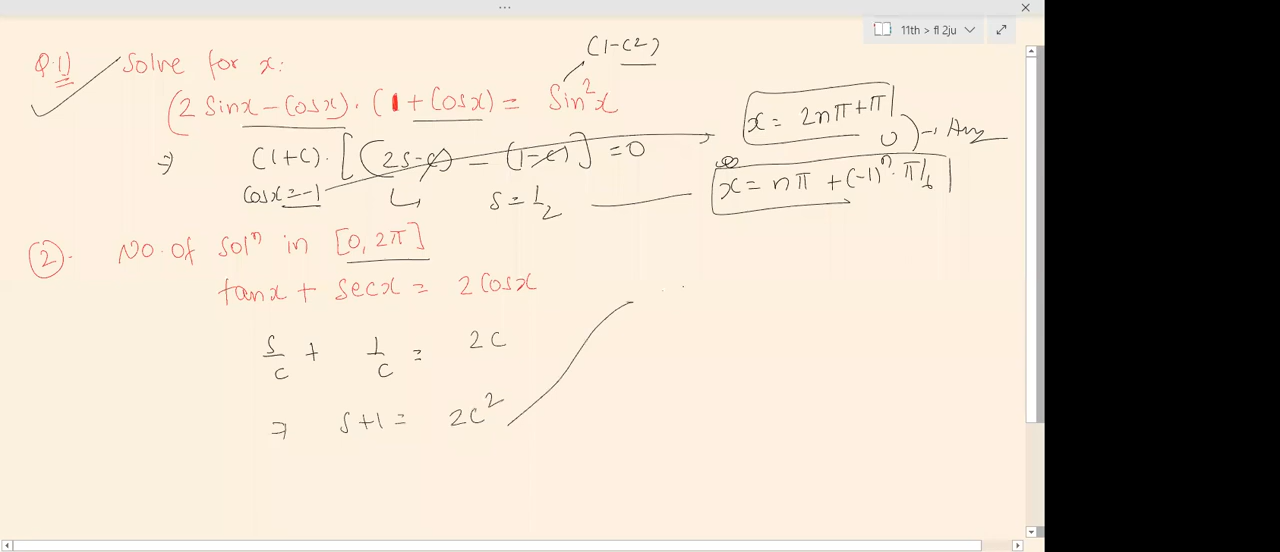 11th > fl 2ju
(1-c2)
Q.1) Solve for x:
(2 Sinx - Cosx) · (1 + Cosx) = Sin²x
⇒ (1+c) · [(2s-c) - (1-c)] = 0
x = 2nπ + π
U ) → Ans
cosx = -1
s = 1/2
x = nπ + (-1)ⁿ · π/6
②. No. of solⁿ in [0, 2π]
tanx + secx = 2 Cosx
s/c + 1/c = 2c
⇒ s+1 = 2c²